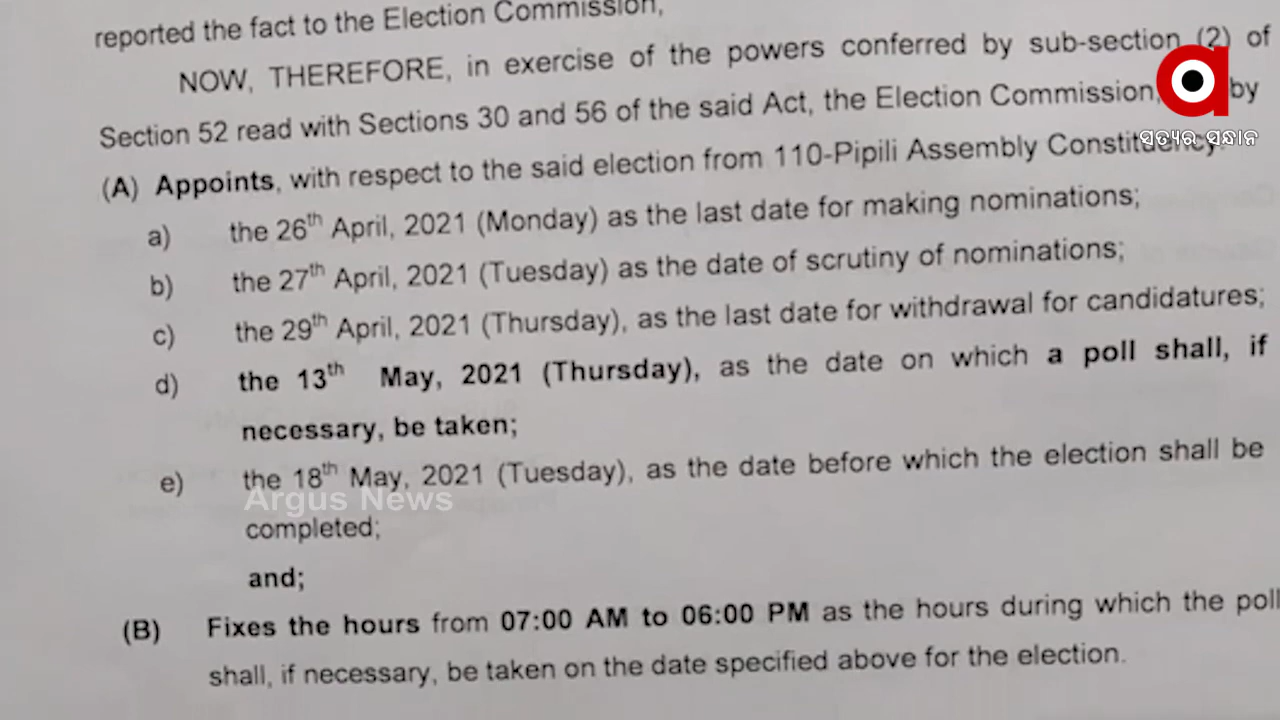 reported the fact to the Election Commission,
NOW, THEREFORE, in exercise of the powers conferred by sub-section (2) of
Section 52 read with Sections 30 and 56 of the said Act, the Election Commission, by
(A) Appoints, with respect to the said election from 110-Pipili Assembly Constituency:
a) the 26th April, 2021 (Monday) as the last date for making nominations;
b) the 27th April, 2021 (Tuesday) as the date of scrutiny of nominations;
c) the 29th April, 2021 (Thursday), as the last date for withdrawal for candidatures;
d) the 13th May, 2021 (Thursday), as the date on which a poll shall, if
necessary, be taken;
e) the 18th May, 2021 (Tuesday), as the date before which the election shall be
completed;
and;
(B) Fixes the hours from 07:00 AM to 06:00 PM as the hours during which the poll
shall, if necessary, be taken on the date specified above for the election.
a
ସତ୍ୟର ସନ୍ଧାନ
Argus News